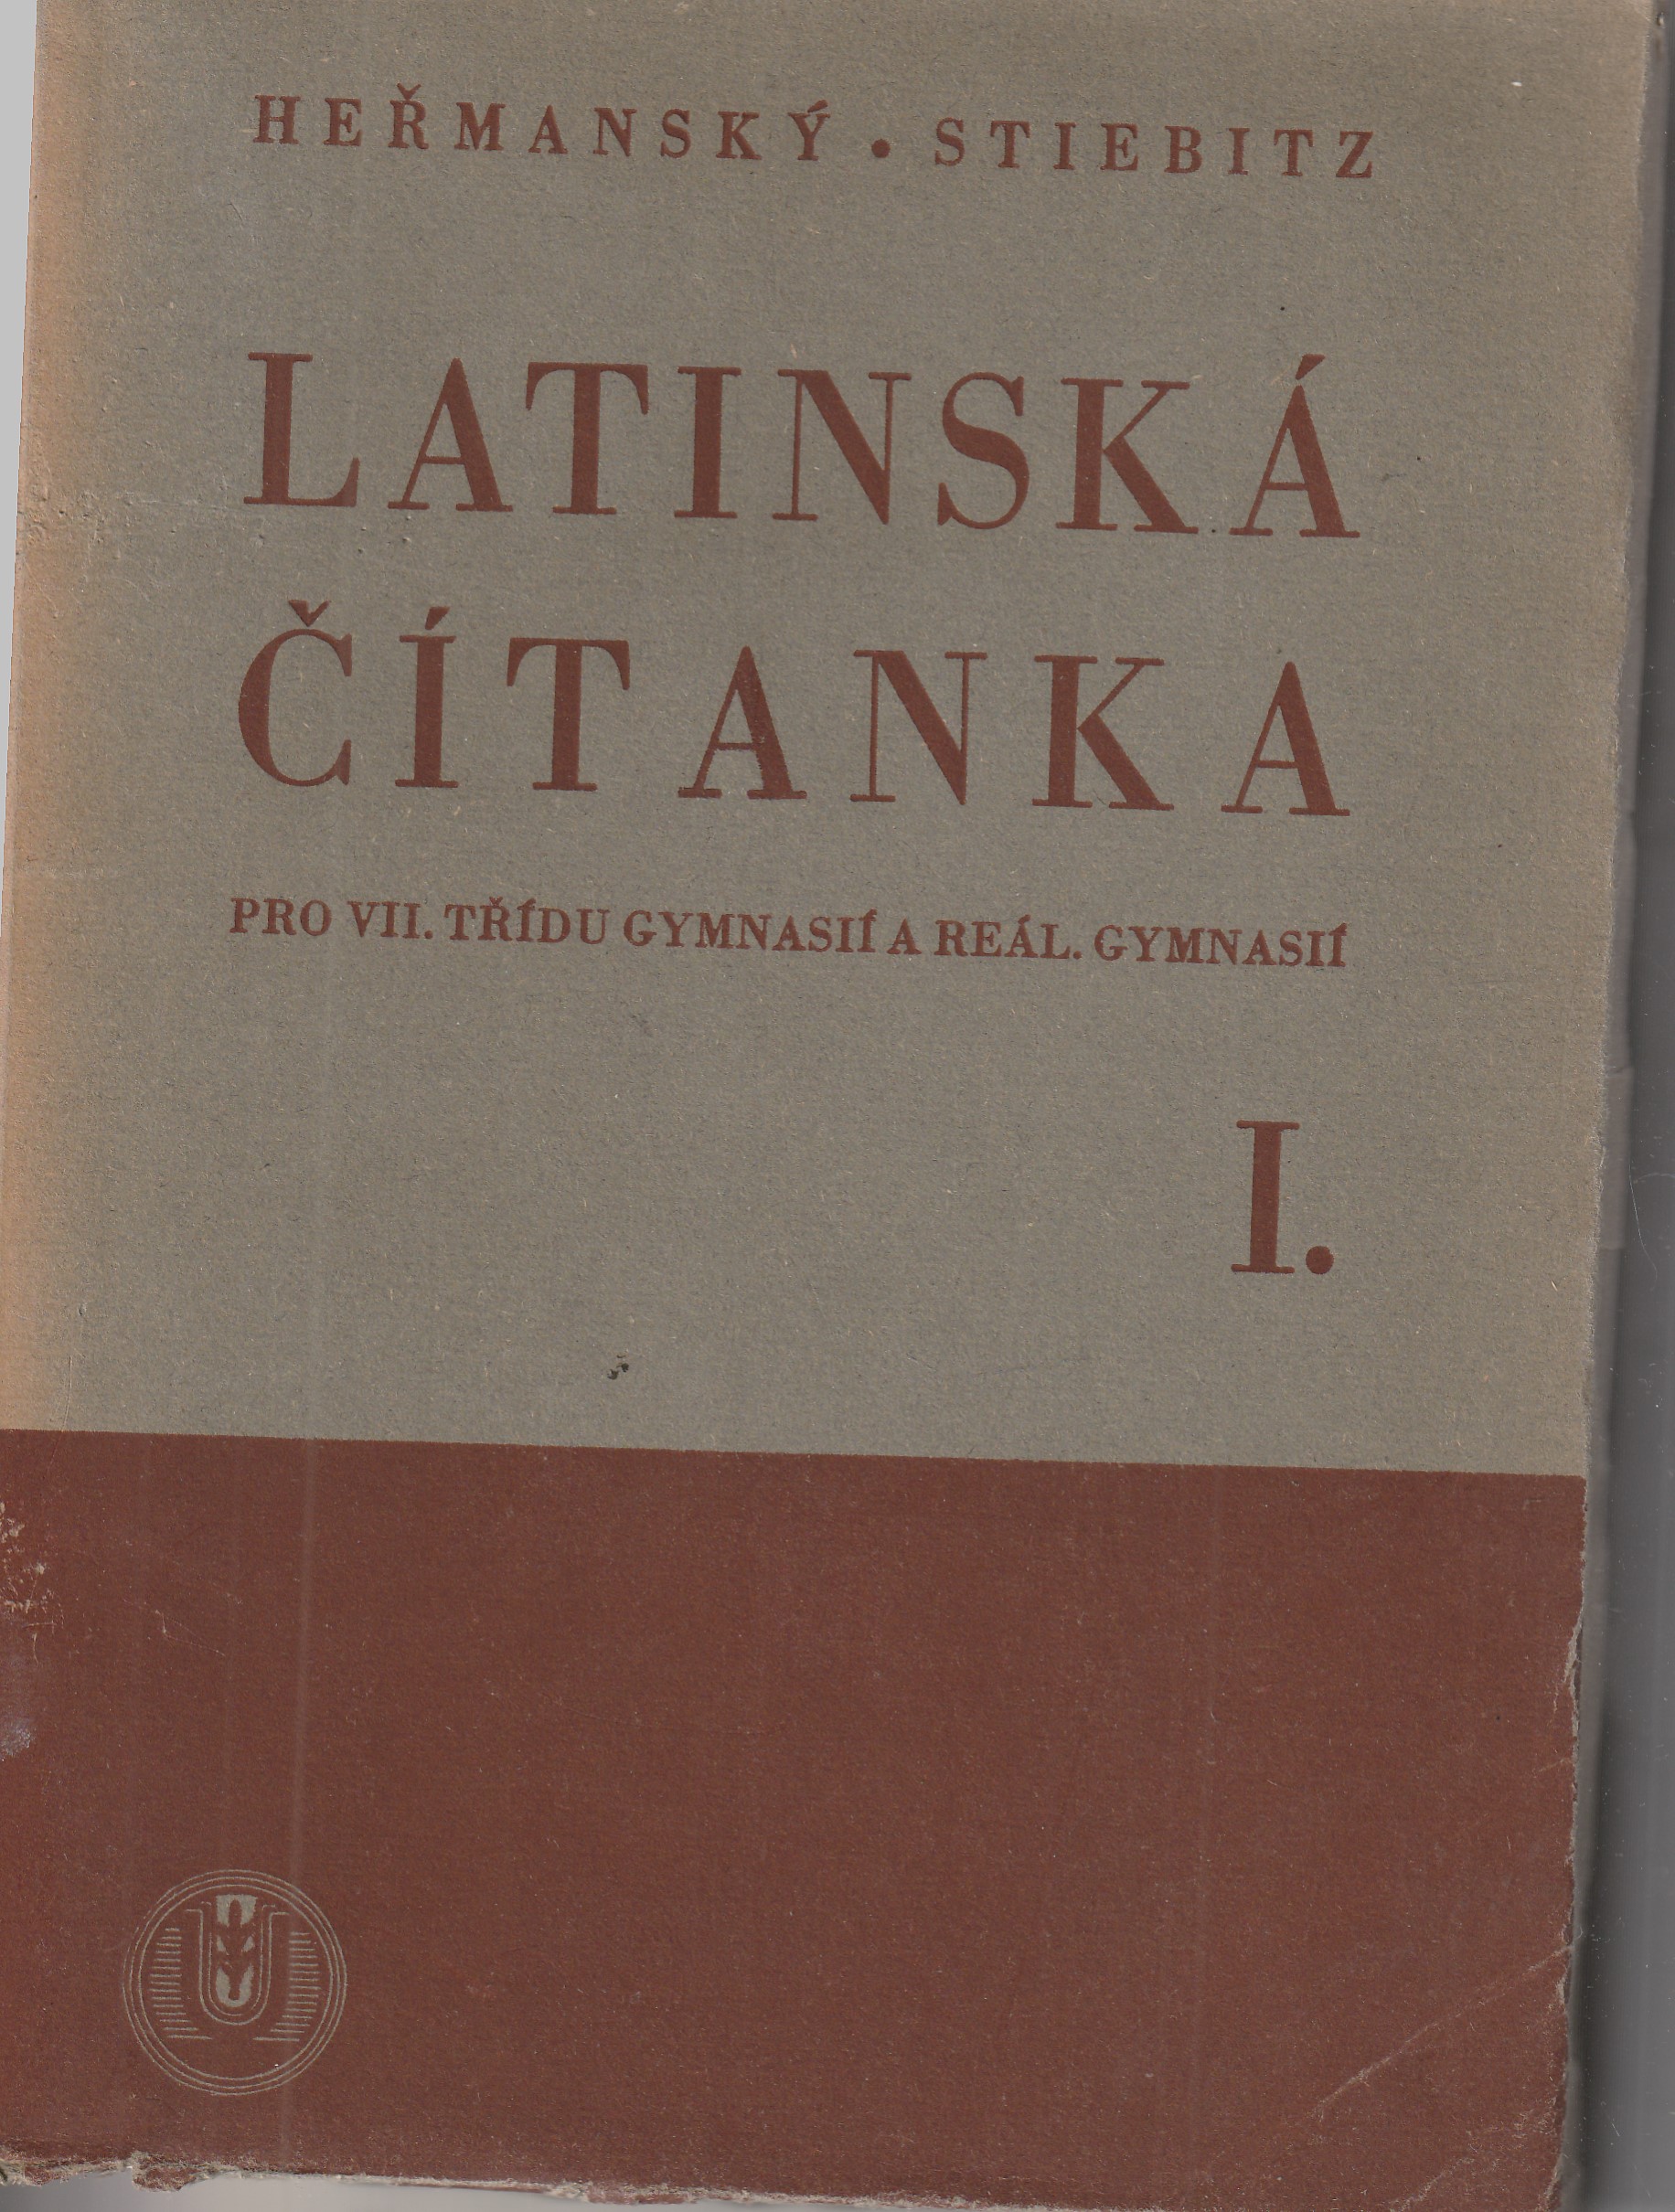 HEŘMANSKÝ • STIEBITZ
LATINSKÁ
ČÍTANKA
PRO VII. TŘÍDU GYMNASIÍ A REÁL. GYMNASIÍ
I.